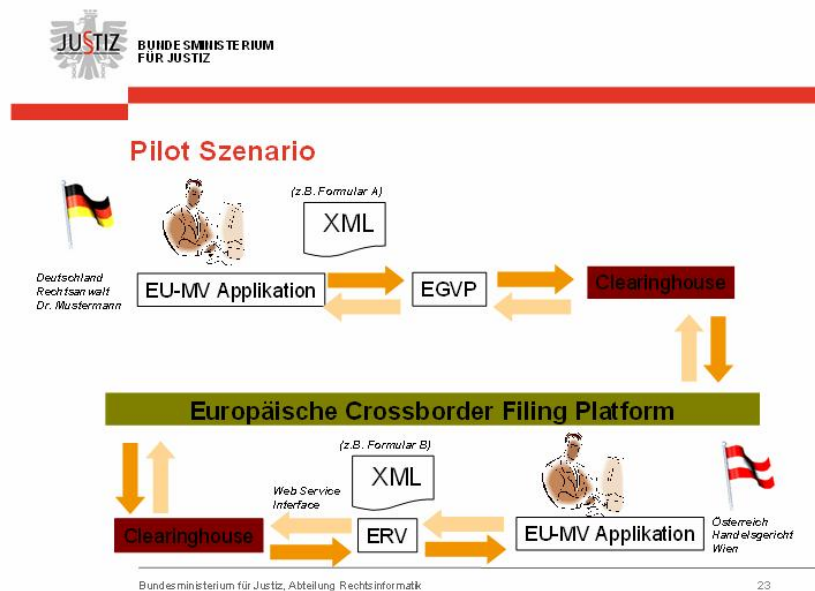 JUSTIZ
BUNDESMINISTERIUM
FÜR JUSTIZ
Pilot Szenario
(z.B. Formular A)
XML
Deutschland
Rechtsanwalt
Dr. Mustermann
EU-MV Applikation
EGVP
Clearinghouse
Europäische Crossborder Filing Platform
(z.B. Formular B)
XML
Web Service
Interface
Clearinghouse
ERV
EU-MV Applikation
Österreich
Handelsgericht
Wien
Bundesministerium für Justiz, Abteilung Rechtsinformatik
23